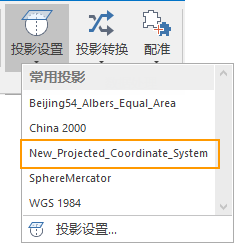 投影设置 投影转换 配准
常用投影
Beijing54_Albers_Equal_Area
China 2000
New_Projected_Coordinate_System
SphereMercator
WGS 1984
投影设置...